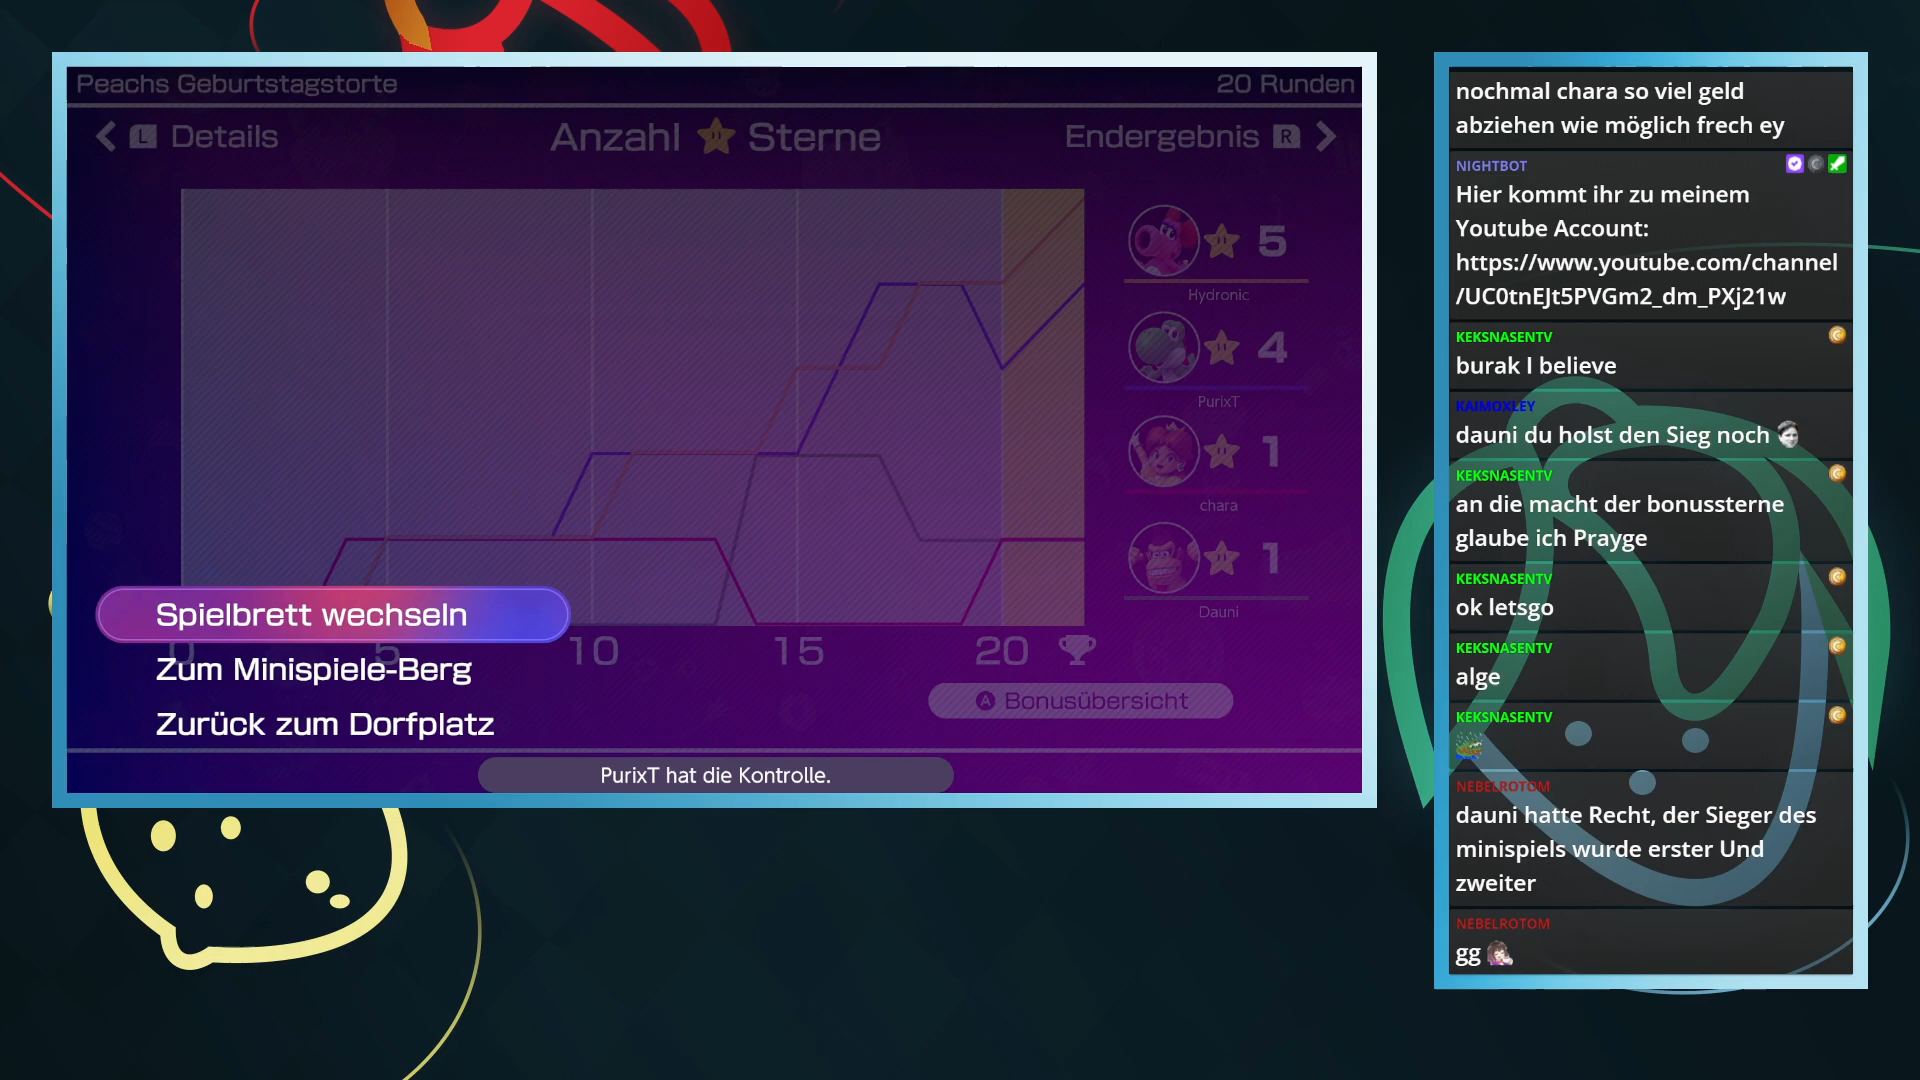 Peachs Geburtstagstorte
20 Runden
L Details
Anzahl Sterne
Endergebnis R
5
Hydronic
4
PurixT
1
chara
1
Dauni
0 5 10 15 20
Spielbrett wechseln
Zum Minispiele-Berg
Zurück zum Dorfplatz
A Bonusübersicht
PurixT hat die Kontrolle.
nochmal chara so viel geld
abziehen wie möglich frech ey
NIGHTBOT
Hier kommt ihr zu meinem
Youtube Account:
https://www.youtube.com/channel
/UC0tnEJt5PVGm2_dm_PXj21w
KEKSNASENTV
burak I believe
KAIMOXLEY
dauni du holst den Sieg noch
KEKSNASENTV
an die macht der bonussterne
glaube ich Prayge
KEKSNASENTV
ok letsgo
KEKSNASENTV
alge
KEKSNASENTV
NEBELROTOM
dauni hatte Recht, der Sieger des
minispiels wurde erster Und
zweiter
NEBELROTOM
gg